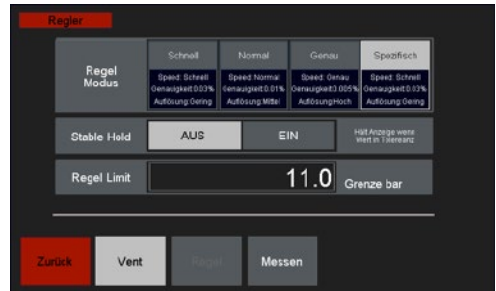 Regler
Regel
Modus
Schnell
Speed: Schnell
Genauigkeit:0.03%
Auflösung:Gering
Normal
Speed:Normal
Genauigkeit:0.01%
Auflösung:Mittel
Genau
Speed: Genau
Genauigkeit:0.005%
Auflösung:Hoch
Spezifisch
Speed: Schnell
Genauigkeit:0.03%
Auflösung:Gering
Stable Hold
AUS
EIN
Hält Anzeige wenn
Wert in Toleranz
Regel Limit
11.0
Grenze bar
Zurück
Vent
Regel
Messen